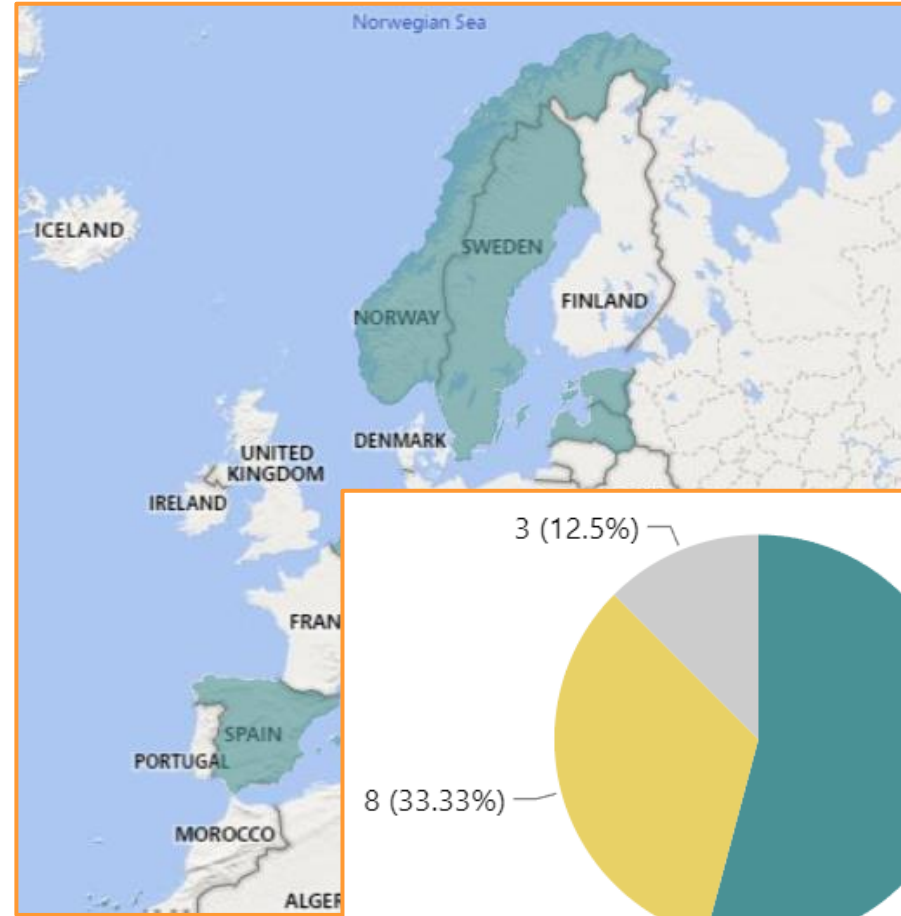 Norwegian Sea
ICELAND
SWEDEN
FINLAND
NORWAY
DENMARK
UNITED
KINGDOM
IRELAND
3 (12.5%)
FRAN
SPAIN
PORTUGAL
8 (33.33%)
MOROCCO
ALGER